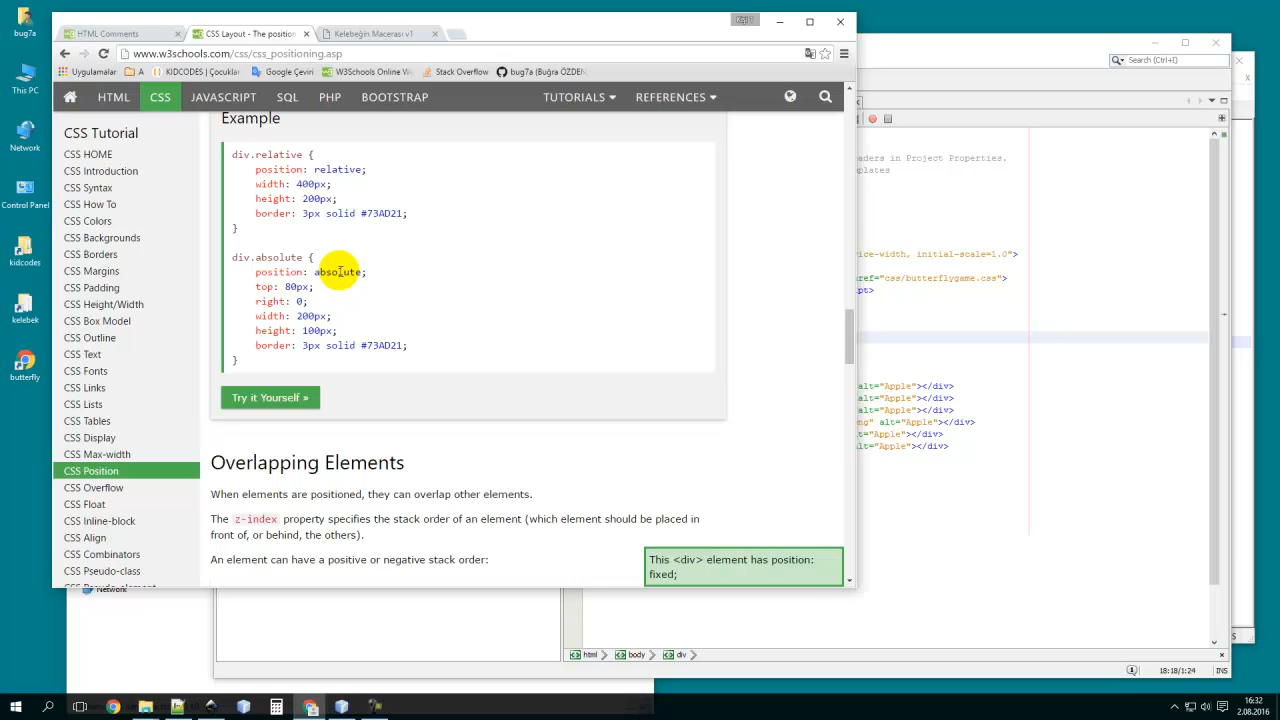 bug7a
This PC
Network
Control Panel
kidcodes
kelebek
butterfly
HTML Comments
CSS Layout - The position
Kelebeğin Macerası v1
www.w3schools.com/css/css_positioning.asp
Uygulamalar
A
KIDCODES | Çocuklar
Google Çeviri
W3Schools Online We
Stack Overflow
bug7a (Buğra ÖZDEN
HTML
CSS
JAVASCRIPT
SQL
PHP
BOOTSTRAP
TUTORIALS
REFERENCES
CSS Tutorial
CSS HOME
CSS Introduction
CSS Syntax
CSS How To
CSS Colors
CSS Backgrounds
CSS Borders
CSS Margins
CSS Padding
CSS Height/Width
CSS Box Model
CSS Outline
CSS Text
CSS Fonts
CSS Links
CSS Lists
CSS Tables
CSS Display
CSS Max-width
CSS Position
CSS Overflow
CSS Float
CSS Inline-block
CSS Align
CSS Combinators
CSS Pseudo-class
CSS Pseudo-element
Example
div.relative {
position: relative;
width: 400px;
height: 200px;
border: 3px solid #73AD21;
}
div.absolute {
position: absolute;
top: 80px;
right: 0;
width: 200px;
height: 100px;
border: 3px solid #73AD21;
}
Try it Yourself »
Overlapping Elements
When elements are positioned, they can overlap other elements.
The z-index property specifies the stack order of an element (which element should be placed in
front of, or behind, the others).
An element can have a positive or negative stack order:
This <div> element has position:
fixed;
Search (Ctrl+I)
aders in Project Properties.
plates
ice-width, initial-scale=1.0">
href="css/butterflygame.css">
ipt>
alt="Apple"></div>
alt="Apple"></div>
alt="Apple"></div>
mg" alt="Apple"></div>
t="Apple"></div>
alt="Apple"></div>
Network
html
body
div
18:18/1:24
INS
16:32
2.08.2016